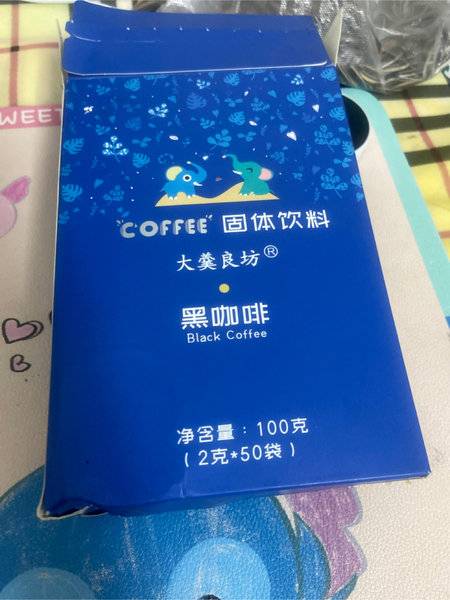 SWEET
"COFFEE" 固体饮料
大羹良坊®
黑咖啡
Black Coffee
净含量：100克
（2克*50袋）
B